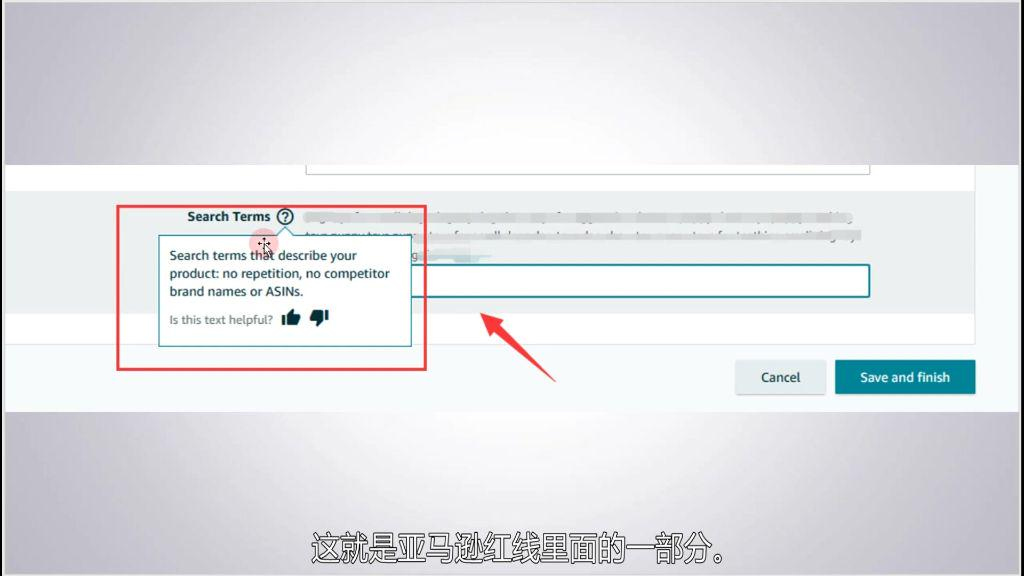 Search Terms ?
Search terms that describe your
product: no repetition, no competitor
brand names or ASINs.
Is this text helpful?
Cancel
Save and finish
这就是亚马逊红线里面的一部分。